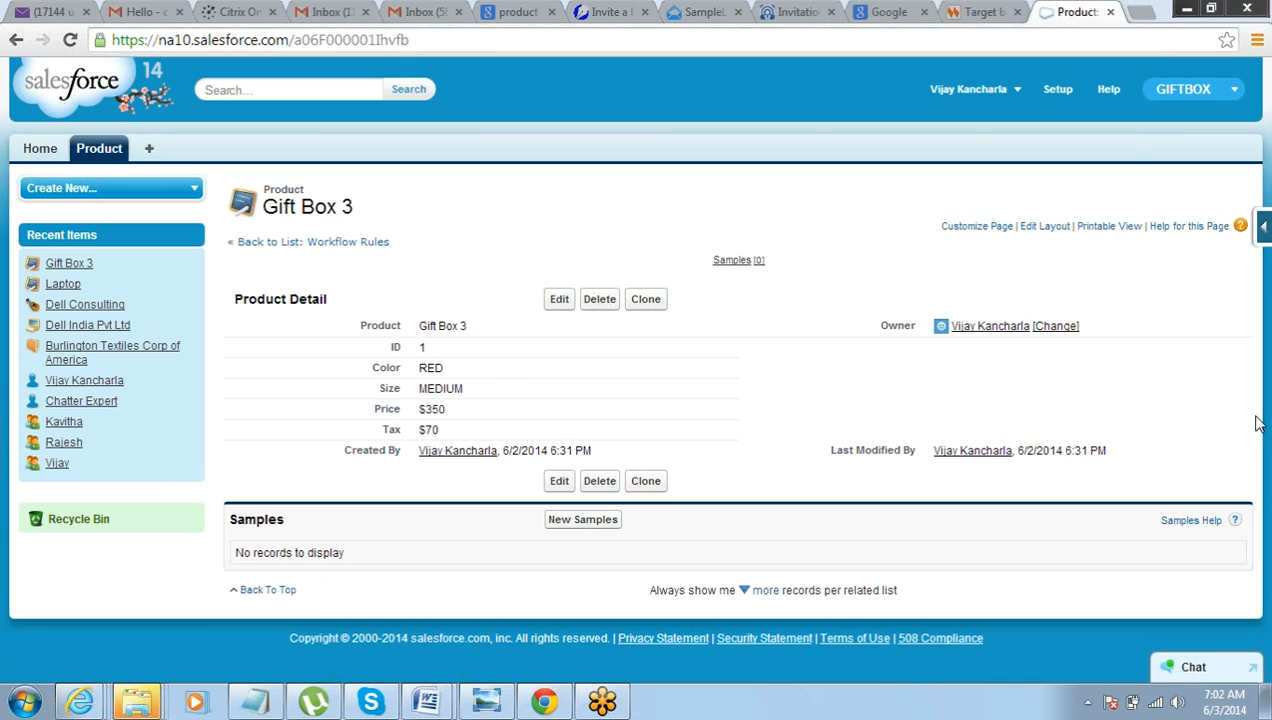 (17144
Hello -
Citrix On
Inbox (1
Inbox (5
product
Invite a
SampleL
Invitatio
Google
Target b
Product:
https://na10.salesforce.com/a06F000001Ihvfb
salesforce 14
Search...
Search
Vijay Kancharla
Setup
Help
GIFTBOX
Home
Product
+
Create New...
Recent Items
Gift Box 3
Laptop
Dell Consulting
Dell India Pvt Ltd
Burlington Textiles Corp of
America
Vijay Kancharla
Chatter Expert
Kavitha
Rajesh
Vijay
Recycle Bin
Product
Gift Box 3
« Back to List: Workflow Rules
Customize Page | Edit Layout | Printable View | Help for this Page ?
Samples [0]
Product Detail
Edit
Delete
Clone
Product Gift Box 3
Owner Vijay Kancharla [Change]
ID 1
Color RED
Size MEDIUM
Price $350
Tax $70
Created By Vijay Kancharla, 6/2/2014 6:31 PM
Last Modified By Vijay Kancharla, 6/2/2014 6:31 PM
Edit
Delete
Clone
Samples
New Samples
Samples Help ?
No records to display
Back To Top
Always show me more records per related list
Copyright © 2000-2014 salesforce.com, inc. All rights reserved. | Privacy Statement | Security Statement | Terms of Use | 508 Compliance
Chat
7:02 AM
6/3/2014